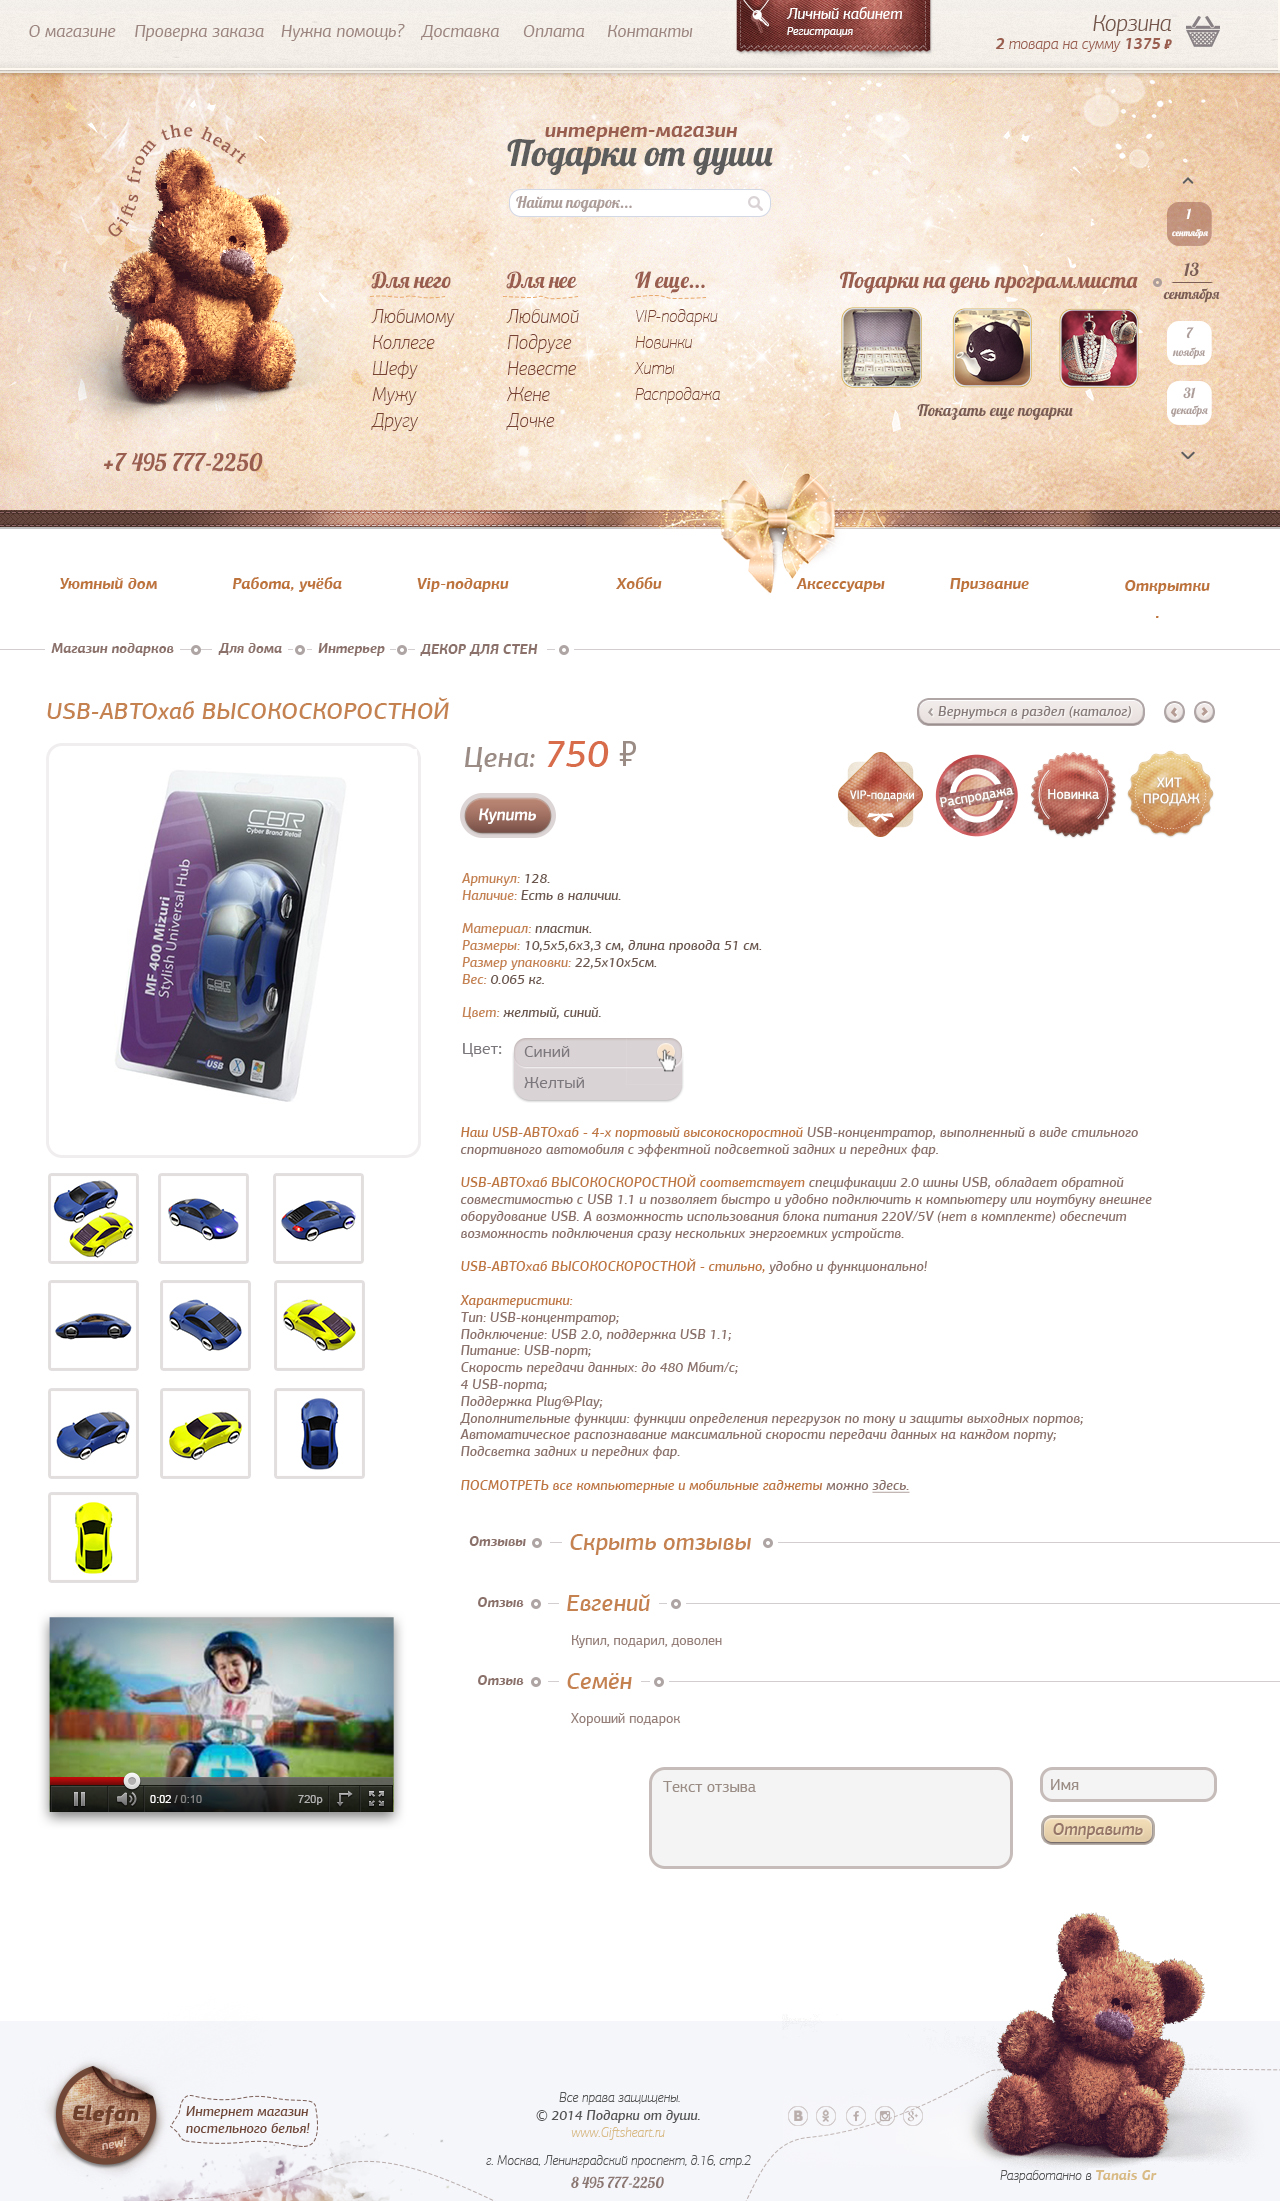 О магазине Проверка заказа Нужна помощь? Доставка Оплата Контакты
Личный кабинет
Регистрация
Корзина
2 товара на сумму 1375 ₽
Gifts from the heart
интернет-магазин
Подарки от души
Найти подарок...
1
сентября
13
сентября
7
ноября
31
декабря
Для него
Любимому
Коллеге
Шефу
Мужу
Другу
Для нее
Любимой
Подруге
Невесте
Жене
Дочке
И еще...
VIP-подарки
Новинки
Хиты
Распродажа
Подарки на день программиста
Показать еще подарки
+7 495 777-2250
Уютный дом Работа, учёба Vip-подарки Хобби Аксессуары Призвание Открытки
.
Магазин подарков Для дома Интерьер ДЕКОР ДЛЯ СТЕН
USB-АВТОхаб ВЫСОКОСКОРОСТНОЙ
‹ Вернуться в раздел (каталог)
Цена: 750 ₽
Купить
VIP-подарки
Распродажа
Новинка
ХИТ
ПРОДАЖ
CBR
Cyber Brand Retail
MF 400 Mizuri
Stylish Universal Hub
CBR
USB
Артикул: 128.
Наличие: Есть в наличии.
Материал: пластик.
Размеры: 10,5х5,6х3,3 см, длина провода 51 см.
Размер упаковки: 22,5х10х5см.
Вес: 0.065 кг.
Цвет: желтый, синий.
Цвет: Синий
Желтый
Наш USB-АВТОхаб - 4-х портовый высокоскоростной USB-концентратор, выполненный в виде стильного
спортивного автомобиля с эффектной подсветкой задних и передних фар.
USB-АВТОхаб ВЫСОКОСКОРОСТНОЙ соответствует спецификации 2.0 шины USB, обладает обратной
совместимостью с USB 1.1 и позволяет быстро и удобно подключить к компьютеру или ноутбуку внешнее
оборудование USB. А возможность использования блока питания 220V/5V (нет в комплекте) обеспечит
возможность подключения сразу нескольких энергоемких устройств.
USB-АВТОхаб ВЫСОКОСКОРОСТНОЙ - стильно, удобно и функционально!
Характеристики:
Тип: USB-концентратор;
Подключение: USB 2.0, поддержка USB 1.1;
Питание: USB-порт;
Скорость передачи данных: до 480 Мбит/с;
4 USB-порта;
Поддержка Plug@Play;
Дополнительные функции: функции определения перегрузок по току и защиты выходных портов;
Автоматическое распознавание максимальной скорости передачи данных на каждом порту;
Подсветка задних и передних фар.
ПОСМОТРЕТЬ все компьютерные и мобильные гаджеты можно здесь.
Отзывы Скрыть отзывы
Отзыв Евгений
Купил, подарил, доволен
Отзыв Семён
Хороший подарок
0:02 / 0:10 720p
Текст отзыва
Имя
Отправить
Elefan
new!
Интернет магазин
постельного белья!
Все права защищены.
© 2014 Подарки от души.
www.Giftsheart.ru
г. Москва, Ленинградский проспект, д.16, стр.2
8 495 777-2250
Разработанно в Tanais Gr